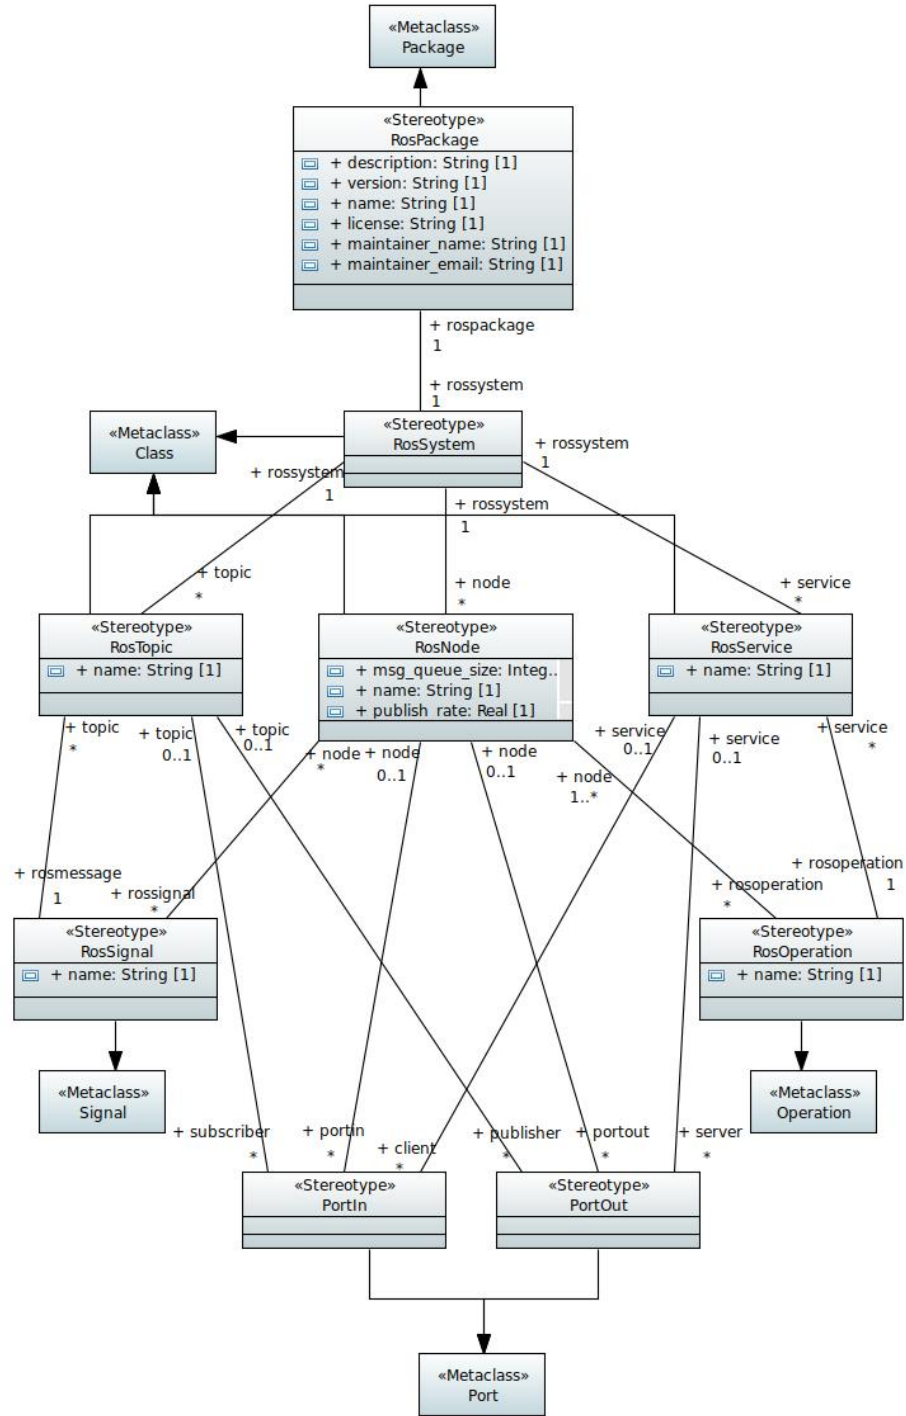 «Metaclass»
Package
«Stereotype»
RosPackage
+ description: String [1]
+ version: String [1]
+ name: String [1]
+ license: String [1]
+ maintainer_name: String [1]
+ maintainer_email: String [1]
+ rospackage
1
+ rossystem
1
«Metaclass»
Class
«Stereotype»
RosSystem
+ rossystem
1
+ rossystem
1
+ rossystem
1
+ topic
*
+ node
*
+ service
*
«Stereotype»
RosTopic
+ name: String [1]
«Stereotype»
RosNode
+ msg_queue_size: Integ..
+ name: String [1]
+ publish_rate: Real [1]
«Stereotype»
RosService
+ name: String [1]
+ topic
*
+ topic
0..1
+ topic
0..1
+ node
*
+ node
0..1
+ node
0..1
+ node
1..*
+ service
0..1
+ service
0..1
+ service
*
+ rosmessage
1
+ rossignal
*
+ rosoperation
*
+ rosoperation
1
«Stereotype»
RosSignal
+ name: String [1]
«Stereotype»
RosOperation
+ name: String [1]
«Metaclass»
Signal
«Metaclass»
Operation
+ subscriber
*
+ portin
*
+ client
*
+ publisher
*
+ portout
*
+ server
*
«Stereotype»
PortIn
«Stereotype»
PortOut
«Metaclass»
Port